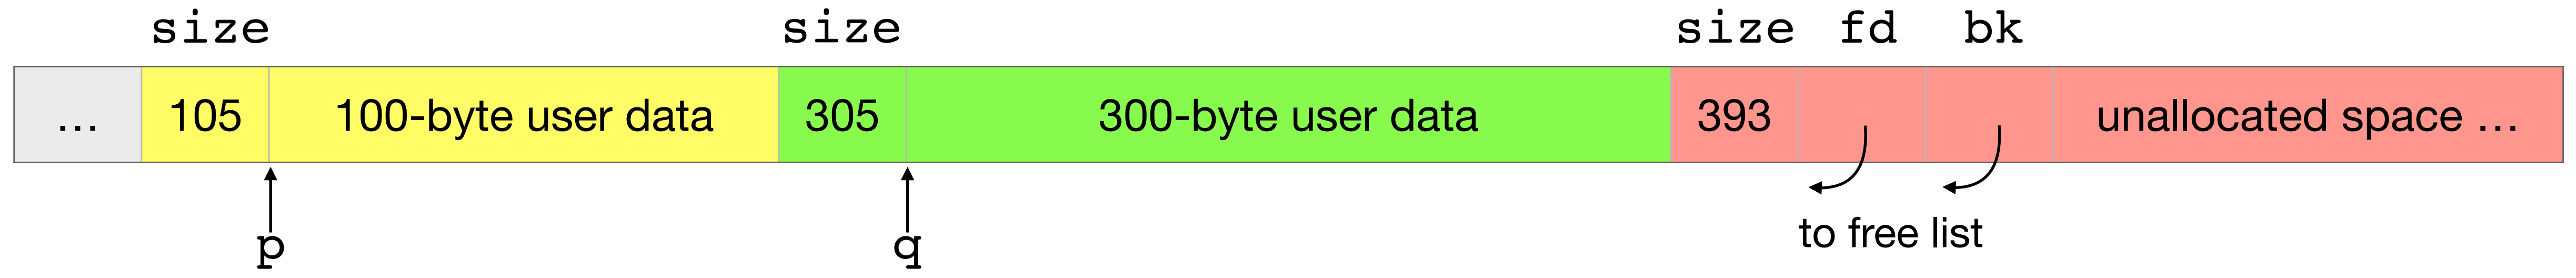 size size size fd bk
... 105 100-byte user data 305 300-byte user data 393 unallocated space ...
p q to free list